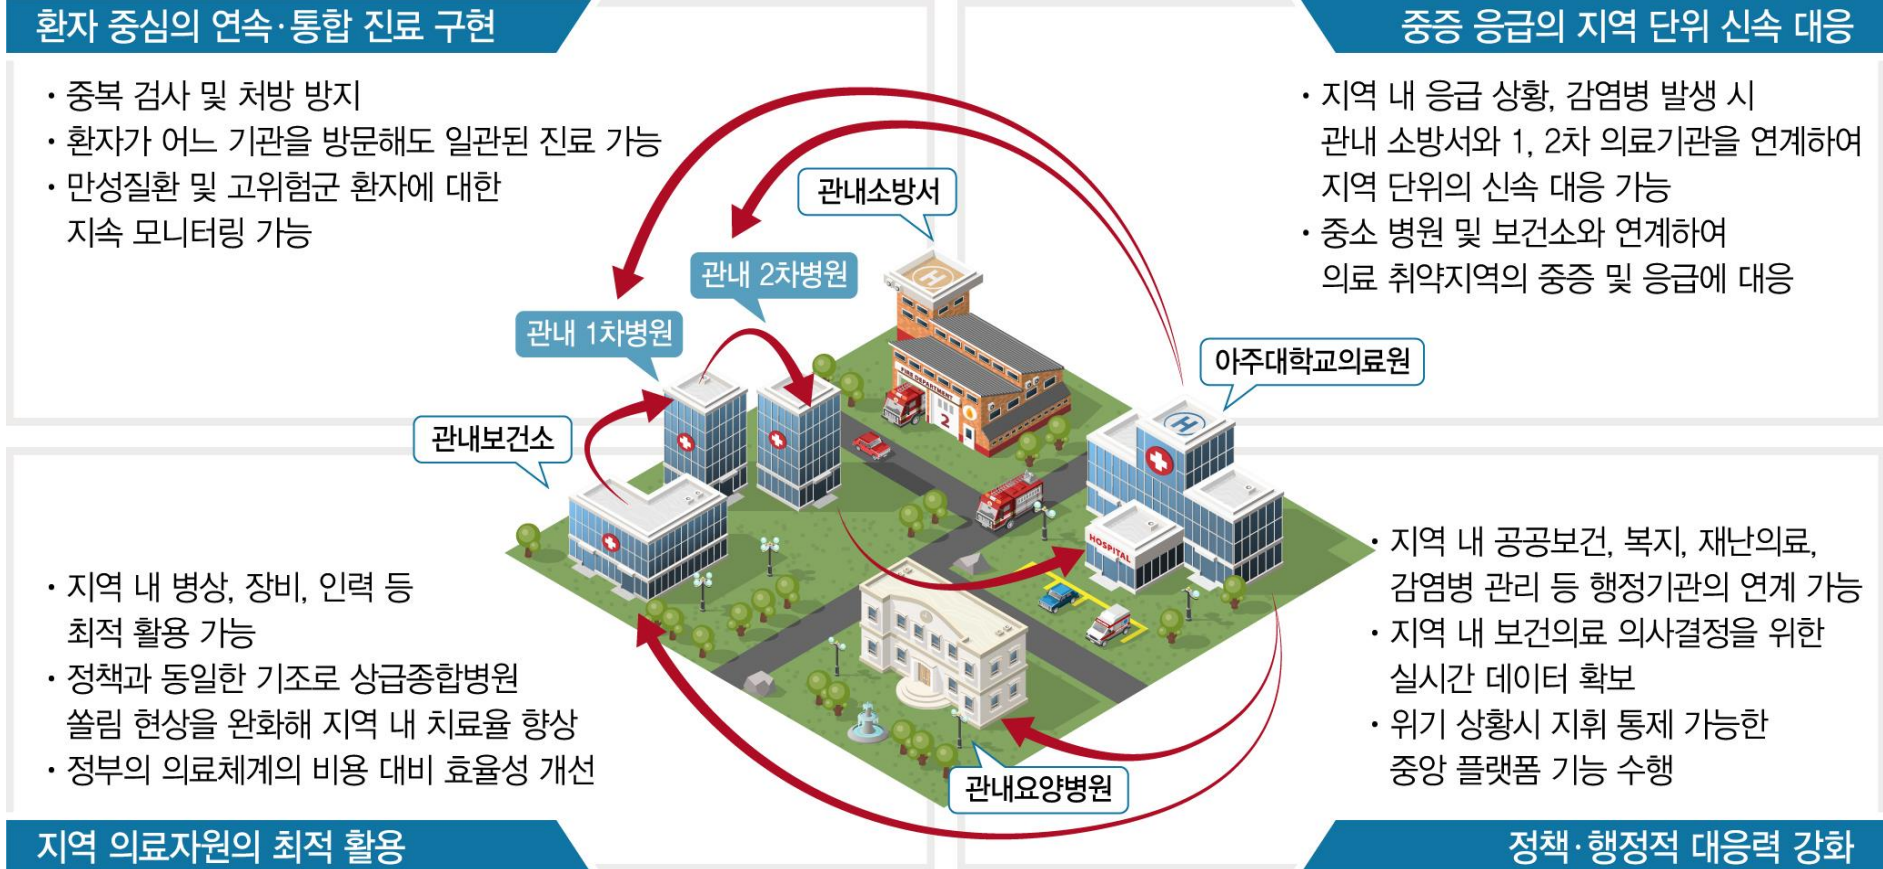 환자 중심의 연속·통합 진료 구현
· 중복 검사 및 처방 방지
· 환자가 어느 기관을 방문해도 일관된 진료 가능
· 만성질환 및 고위험군 환자에 대한
지속 모니터링 가능
중증 응급의 지역 단위 신속 대응
· 지역 내 응급 상황, 감염병 발생 시
관내 소방서와 1, 2차 의료기관을 연계하여
지역 단위의 신속 대응 가능
· 중소 병원 및 보건소와 연계하여
의료 취약지역의 중증 및 응급에 대응
관내소방서
관내 2차병원
관내 1차병원
아주대학교의료원
관내보건소
FIRE DEPARTMENT
2
H
H
HOSPITAL
관내요양병원
· 지역 내 병상, 장비, 인력 등
최적 활용 가능
· 정책과 동일한 기조로 상급종합병원
쏠림 현상을 완화해 지역 내 치료율 향상
· 정부의 의료체계의 비용 대비 효율성 개선
지역 의료자원의 최적 활용
· 지역 내 공공보건, 복지, 재난의료,
감염병 관리 등 행정기관의 연계 가능
· 지역 내 보건의료 의사결정을 위한
실시간 데이터 확보
· 위기 상황시 지휘 통제 가능한
중앙 플랫폼 기능 수행
정책·행정적 대응력 강화